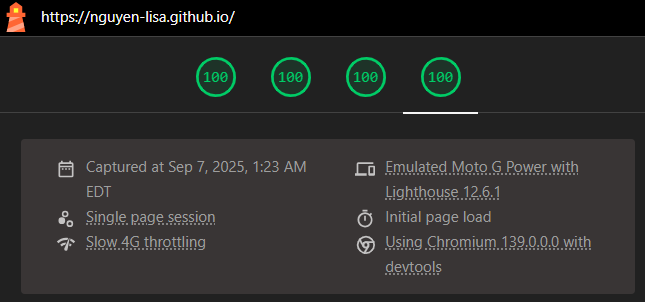 https://nguyen-lisa.github.io/
100 100 100 100
Captured at Sep 7, 2025, 1:23 AM
EDT
Single page session
Slow 4G throttling
Emulated Moto G Power with
Lighthouse 12.6.1
Initial page load
Using Chromium 139.0.0.0 with
devtools